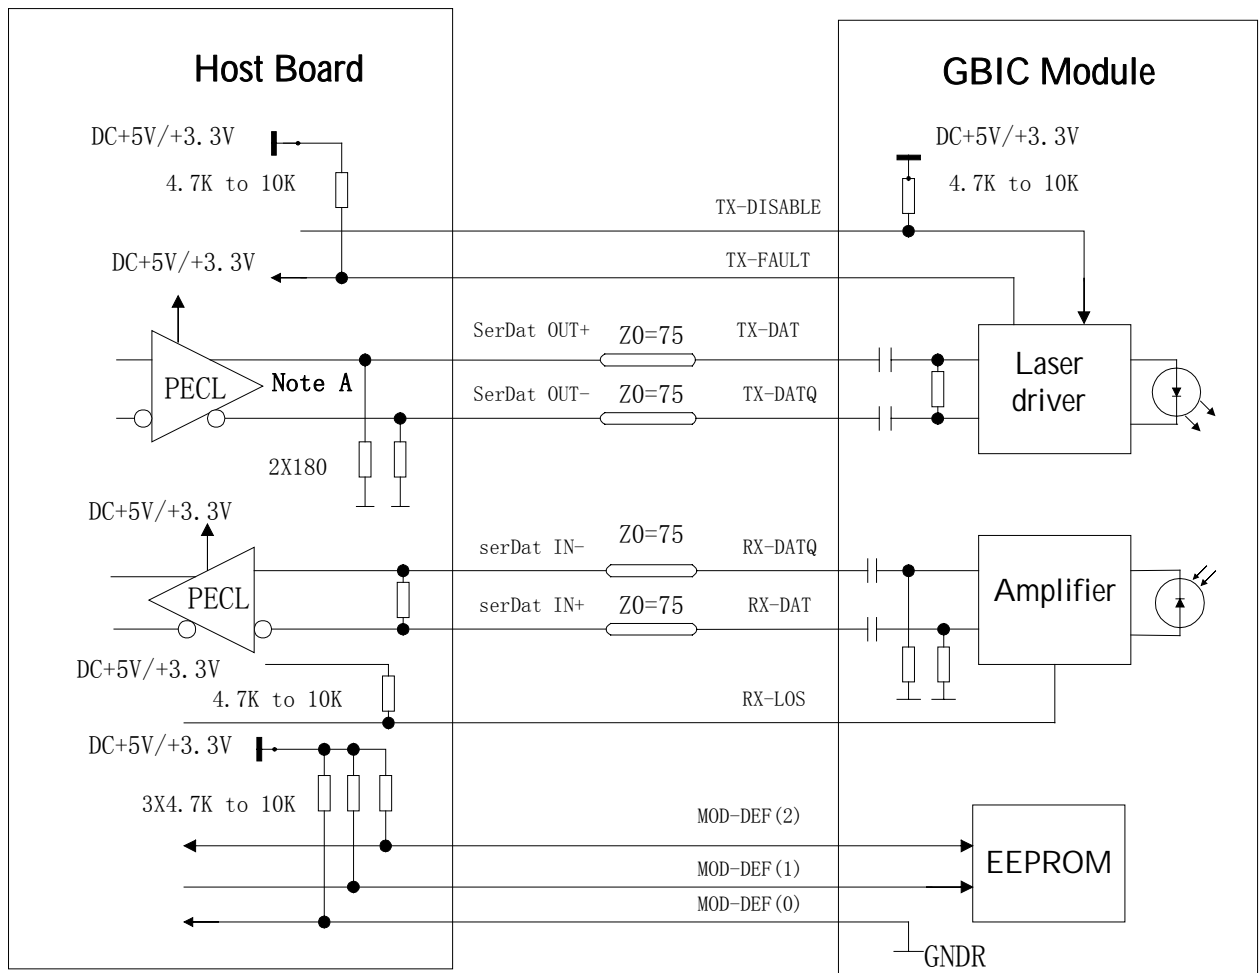 Host Board
GBIC Module
DC+5V/+3.3V
DC+5V/+3.3V
4.7K to 10K
4.7K to 10K
TX-DISABLE
DC+5V/+3.3V
TX-FAULT
SerDat OUT+
Z0=75
TX-DAT
PECL
Note A
SerDat OUT-
Z0=75
TX-DATQ
Laser
driver
2X180
DC+5V/+3.3V
serDat IN-
Z0=75
RX-DATQ
PECL
serDat IN+
Z0=75
RX-DAT
Amplifier
DC+5V/+3.3V
4.7K to 10K
RX-LOS
DC+5V/+3.3V
3X4.7K to 10K
MOD-DEF(2)
MOD-DEF(1)
MOD-DEF(0)
EEPROM
GNDR